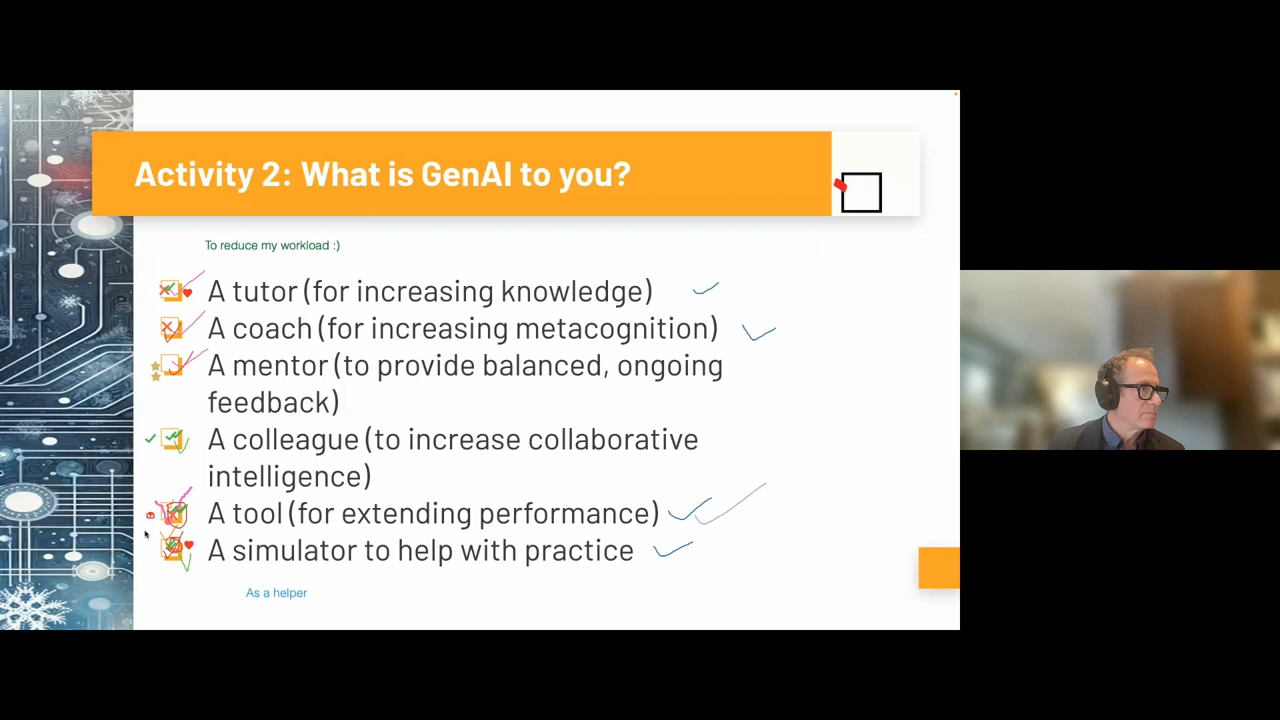 Activity 2: What is GenAI to you?
To reduce my workload :)
A tutor (for increasing knowledge)
A coach (for increasing metacognition)
A mentor (to provide balanced, ongoing
feedback)
A colleague (to increase collaborative
intelligence)
A tool (for extending performance)
A simulator to help with practice
As a helper